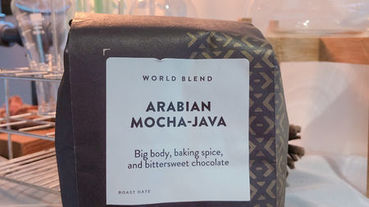 WORLD BLEND
ARABIAN
MOCHA-JAVA
Big body, baking spice,
and bittersweet chocolate
ROAST DATE